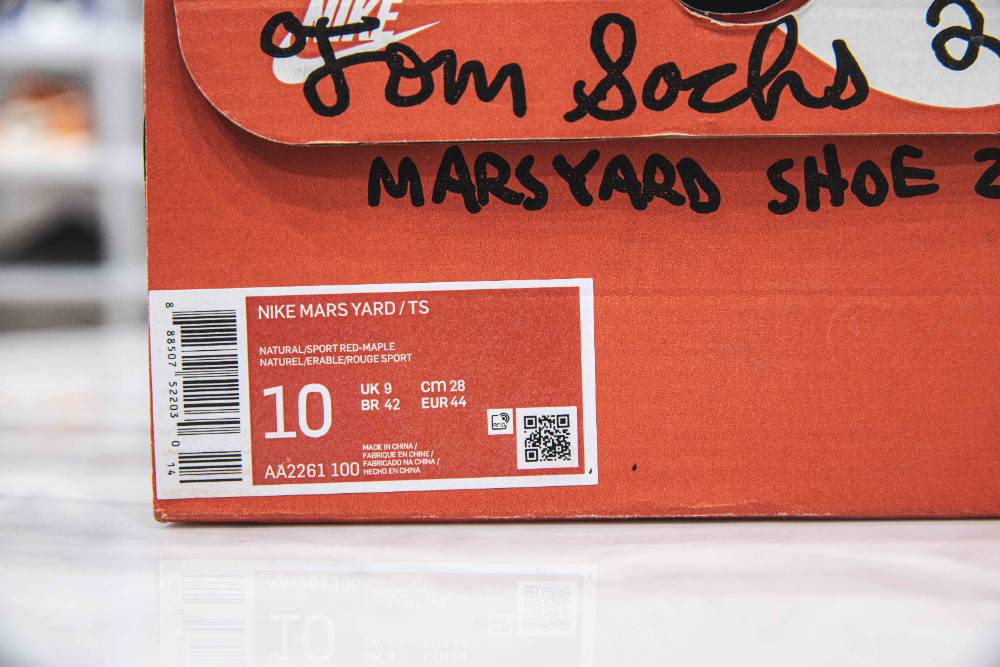 NIKE
Tom Sachs 2
MARSYARD SHOE 2
NIKE MARS YARD / TS
NATURAL/SPORT RED-MAPLE
NATUREL/ERABLE/ROUGE SPORT
10
UK 9 cm 28
BR 42 EUR 44
MADE IN CHINA /
FABRIQUE EN CHINE /
FABRICADO NA CHINA /
HECHO EN CHINA
AA2261 100
8 88507 52203 0 14